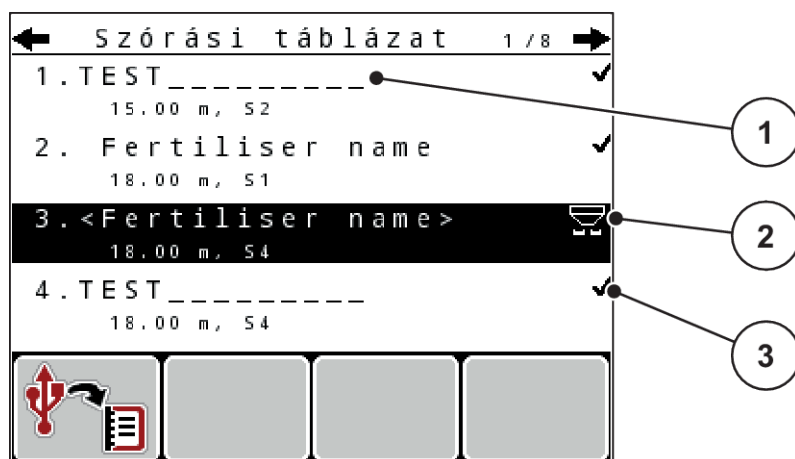 Szórási táblázat 1/8
1.TEST_________
15.00 m, S2
2. Fertiliser name
18.00 m, S1
3.<Fertiliser name>
18.00 m, S4
4.TEST_________
18.00 m, S4
1
2
3